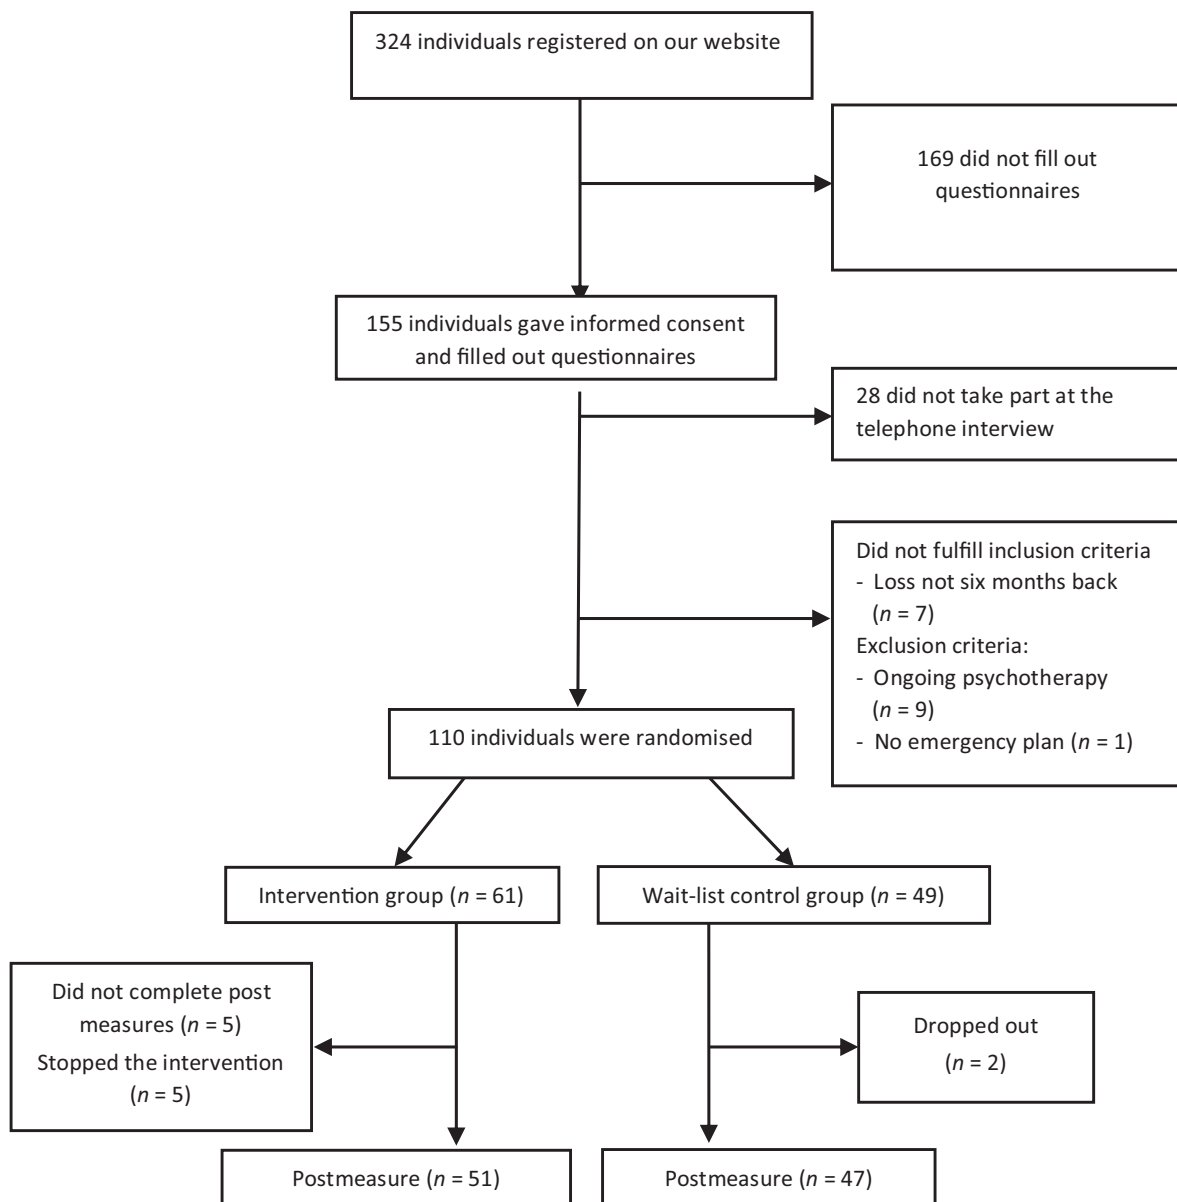 324 individuals registered on our website
169 did not fill out
questionnaires
155 individuals gave informed consent
and filled out questionnaires
28 did not take part at the
telephone interview
Did not fulfill inclusion criteria
- Loss not six months back
(n = 7)
Exclusion criteria:
- Ongoing psychotherapy
(n = 9)
- No emergency plan (n = 1)
110 individuals were randomised
Intervention group (n = 61)
Wait-list control group (n = 49)
Did not complete post
measures (n = 5)
Stopped the intervention
(n = 5)
Dropped out
(n = 2)
Postmeasure (n = 51)
Postmeasure (n = 47)